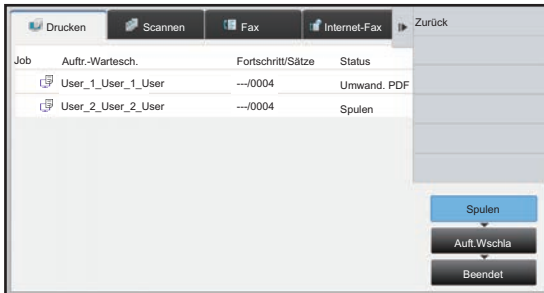 Drucken Scannen Fax Internet-Fax Zurück
Job Auftr.-Wartesch. Fortschritt/Sätze Status
User_1_User_1_User ---/0004 Umwand. PDF
User_2_User_2_User ---/0004 Spulen
Spulen
Auft.Wschla
Beendet